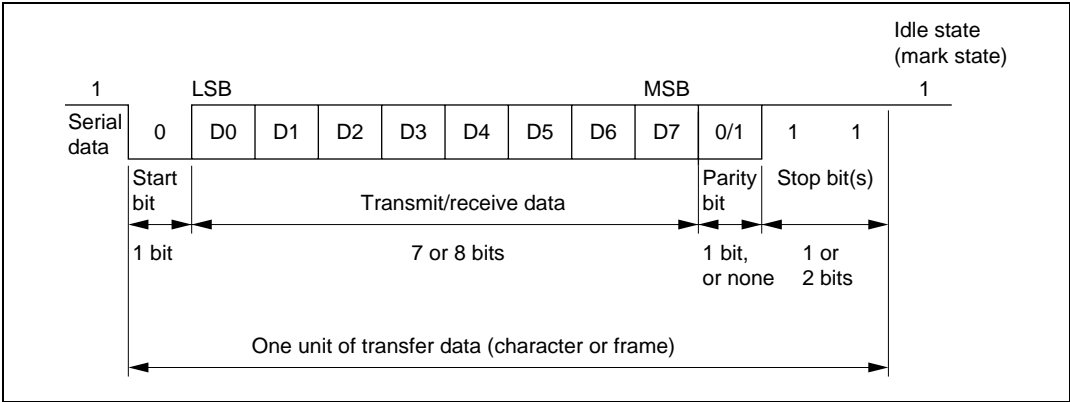 Idle state
(mark state)
1 LSB MSB 1
Serial
data
0 D0 D1 D2 D3 D4 D5 D6 D7 0/1 1 1
Start
bit
Transmit/receive data
Parity
bit
Stop bit(s)
1 bit
7 or 8 bits
1 bit,
or none
1 or
2 bits
One unit of transfer data (character or frame)